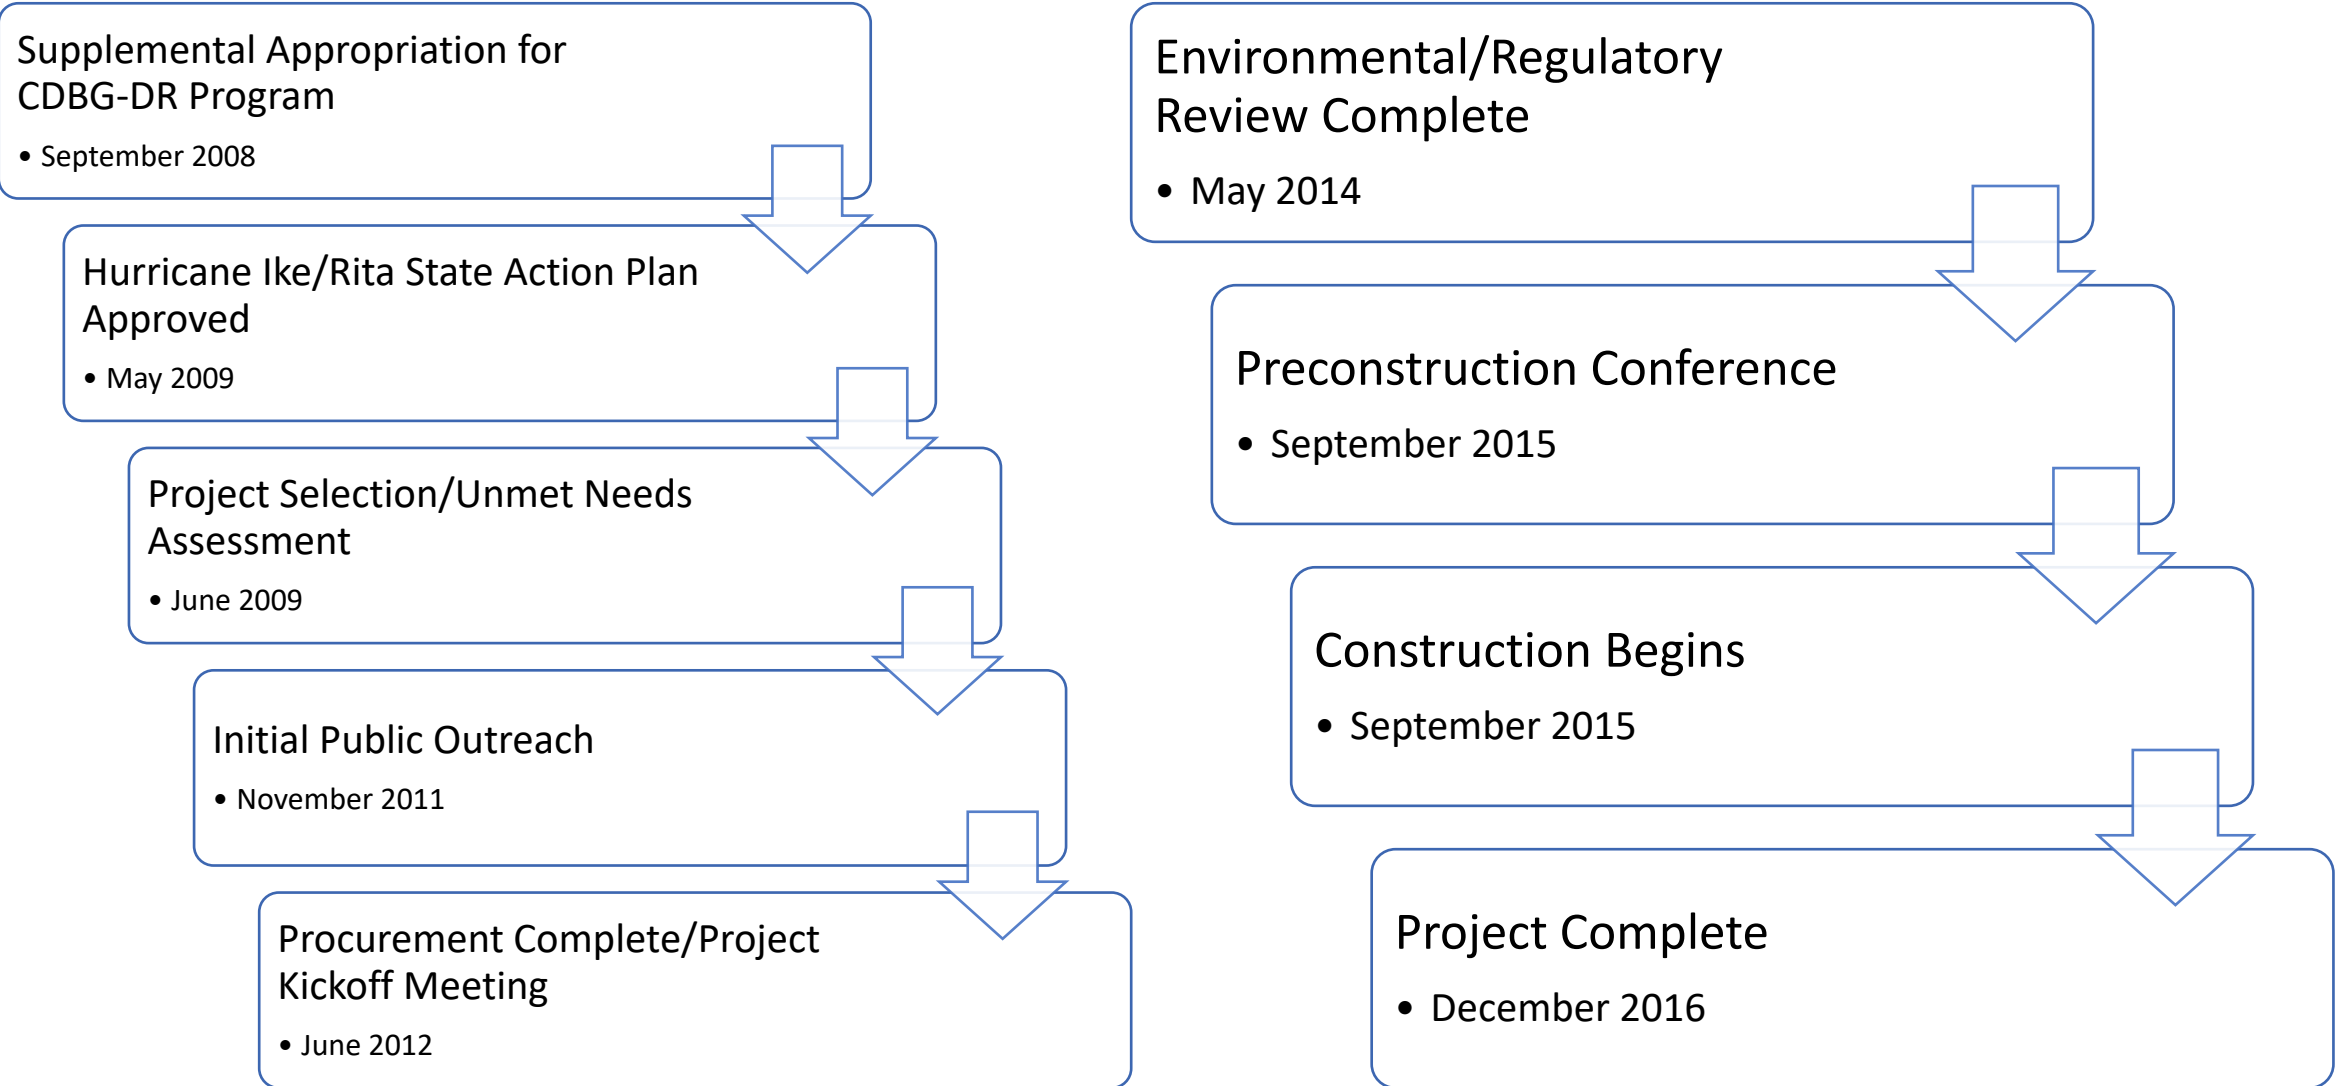 Supplemental Appropriation for
CDBG-DR Program
• September 2008
Hurricane Ike/Rita State Action Plan
Approved
• May 2009
Project Selection/Unmet Needs
Assessment
• June 2009
Initial Public Outreach
• November 2011
Procurement Complete/Project
Kickoff Meeting
• June 2012
Environmental/Regulatory
Review Complete
• May 2014
Preconstruction Conference
• September 2015
Construction Begins
• September 2015
Project Complete
• December 2016